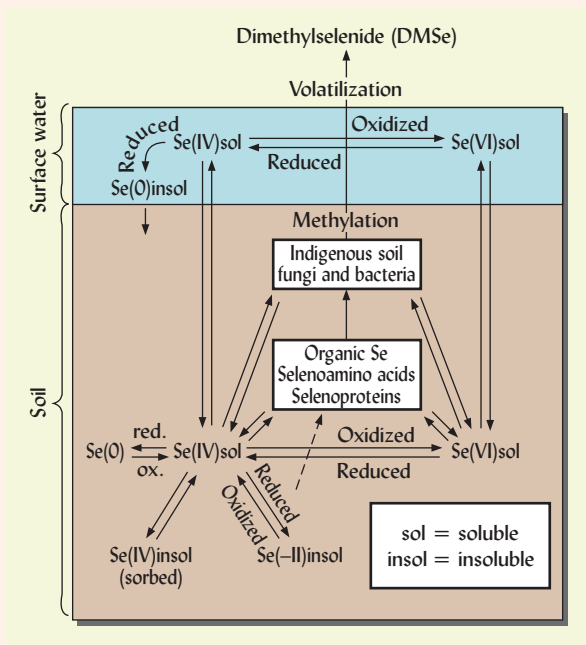 Dimethylselenide (DMSe)
Volatilization
Surface water
Reduced
Se(IV)sol
Oxidized
Reduced
Se(VI)sol
Se(0)insol
Methylation
Indigenous soil
fungi and bacteria
Organic Se
Selenoamino acids
Selenoproteins
Soil
Se(0)
red.
ox.
Se(IV)sol
Oxidized
Reduced
Se(VI)sol
Reduced
Oxidized
Se(IV)insol
(sorbed)
Se(–II)insol
sol = soluble
insol = insoluble